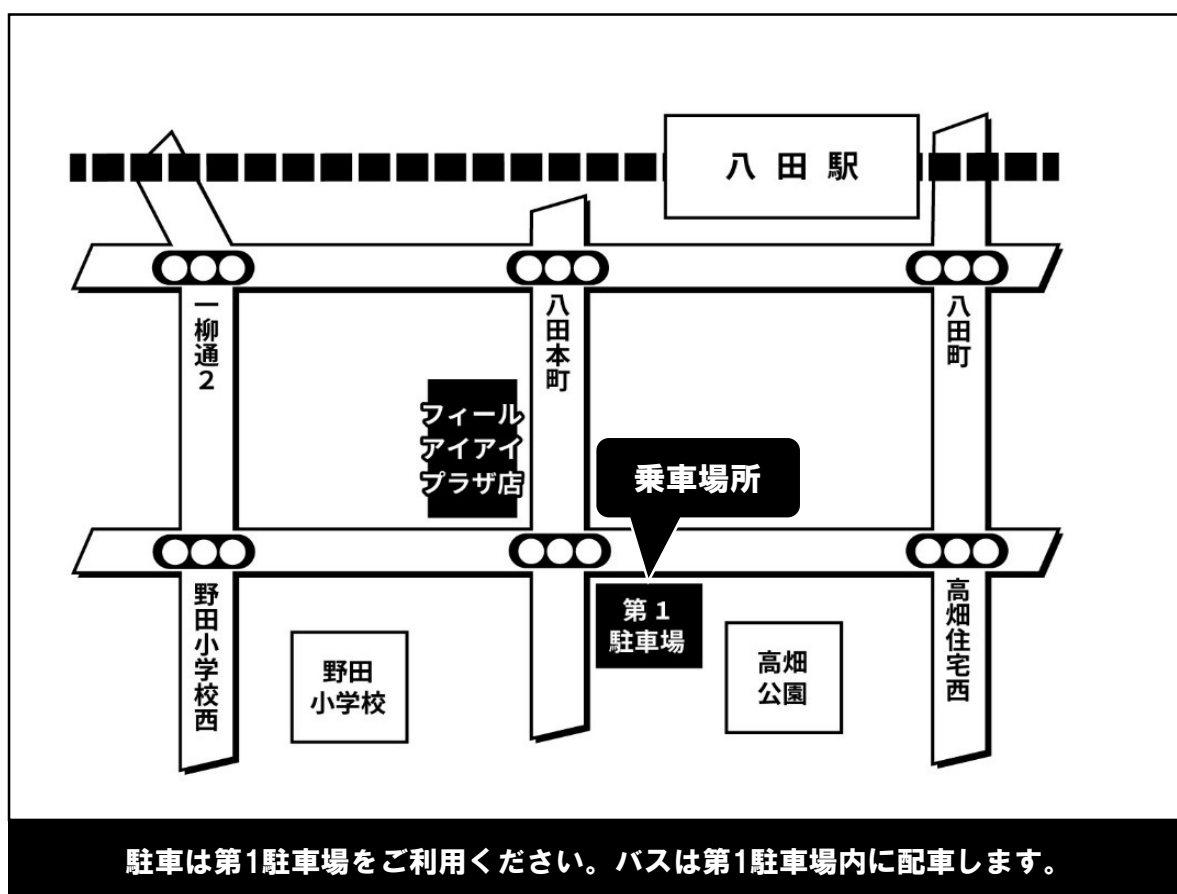 八田駅
一柳通2
八田本町
八田町
フィール
アイアイ
プラザ店
乗車場所
野田小学校西
第1
駐車場
高畑住宅西
野田
小学校
高畑
公園
駐車は第1駐車場をご利用ください。バスは第1駐車場内に配車します。